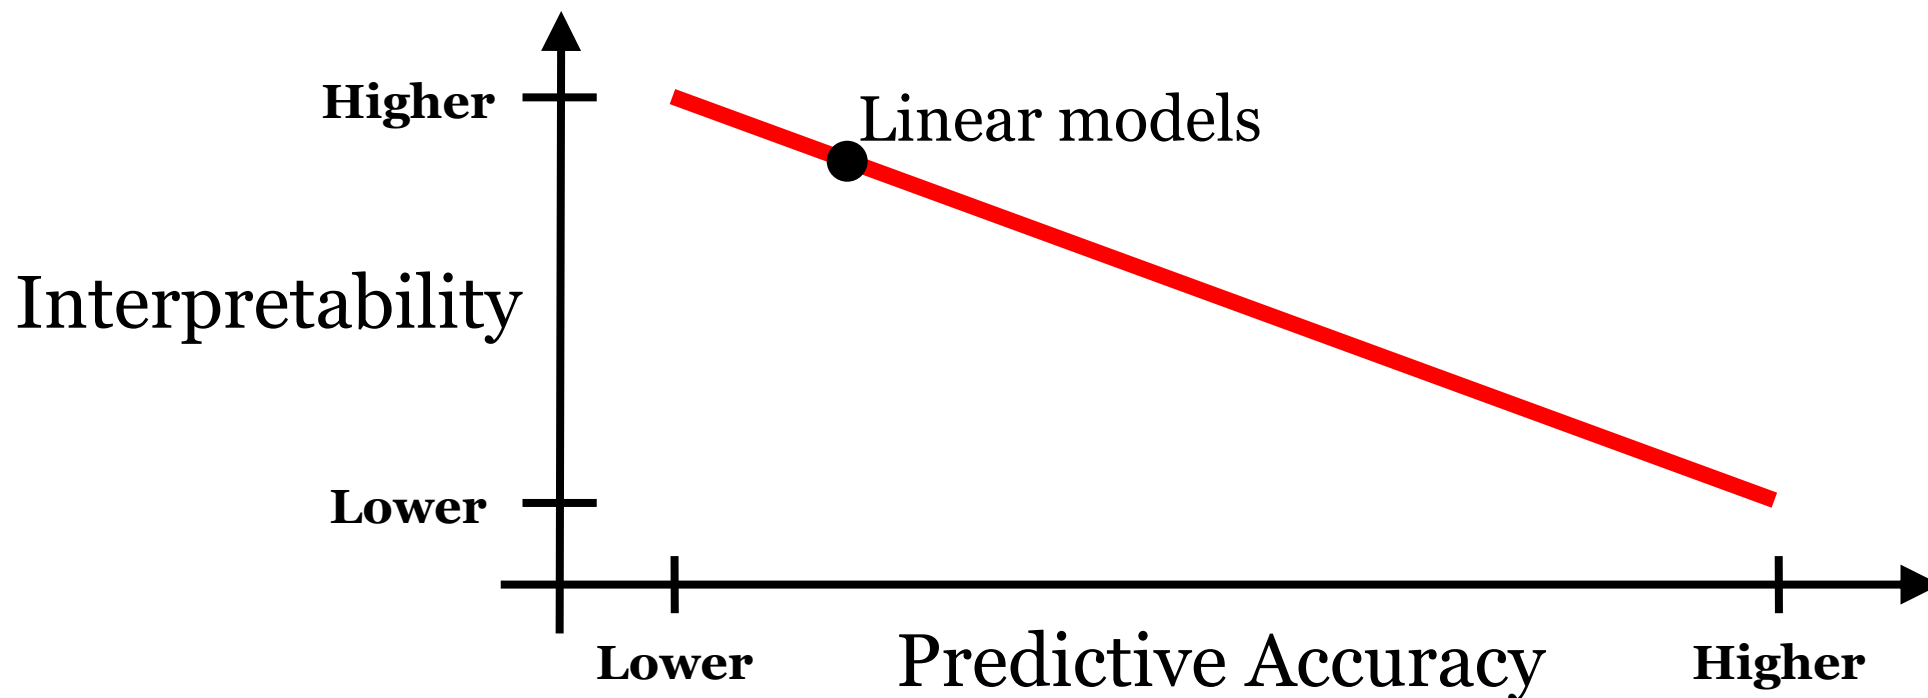 Higher
Linear models
Interpretability
Lower
Lower
Predictive Accuracy
Higher